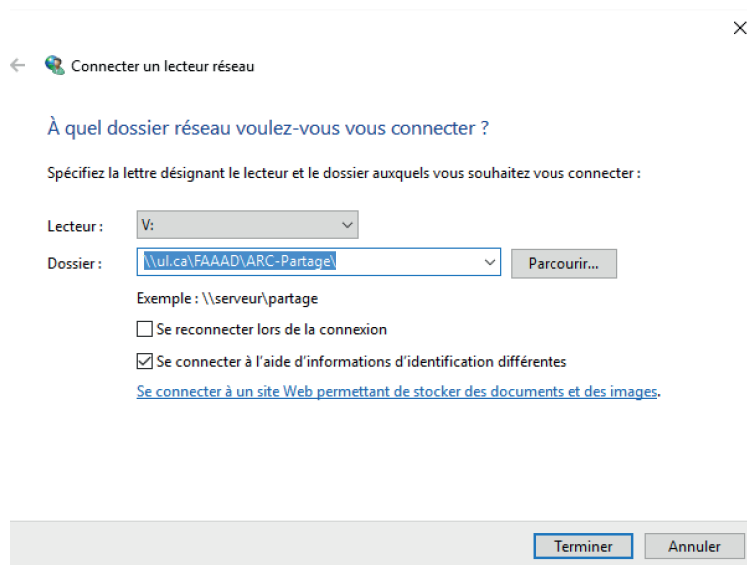 Connecter un lecteur réseau
À quel dossier réseau voulez-vous vous connecter ?
Spécifiez la lettre désignant le lecteur et le dossier auxquels vous souhaitez vous connecter :
Lecteur : V:
Dossier : \\ul.ca\FAAAD\ARC-Partage\ Parcourir...
Exemple : \\serveur\partage
Se reconnecter lors de la connexion
Se connecter à l'aide d'informations d'identification différentes
Se connecter à un site Web permettant de stocker des documents et des images.
Terminer Annuler